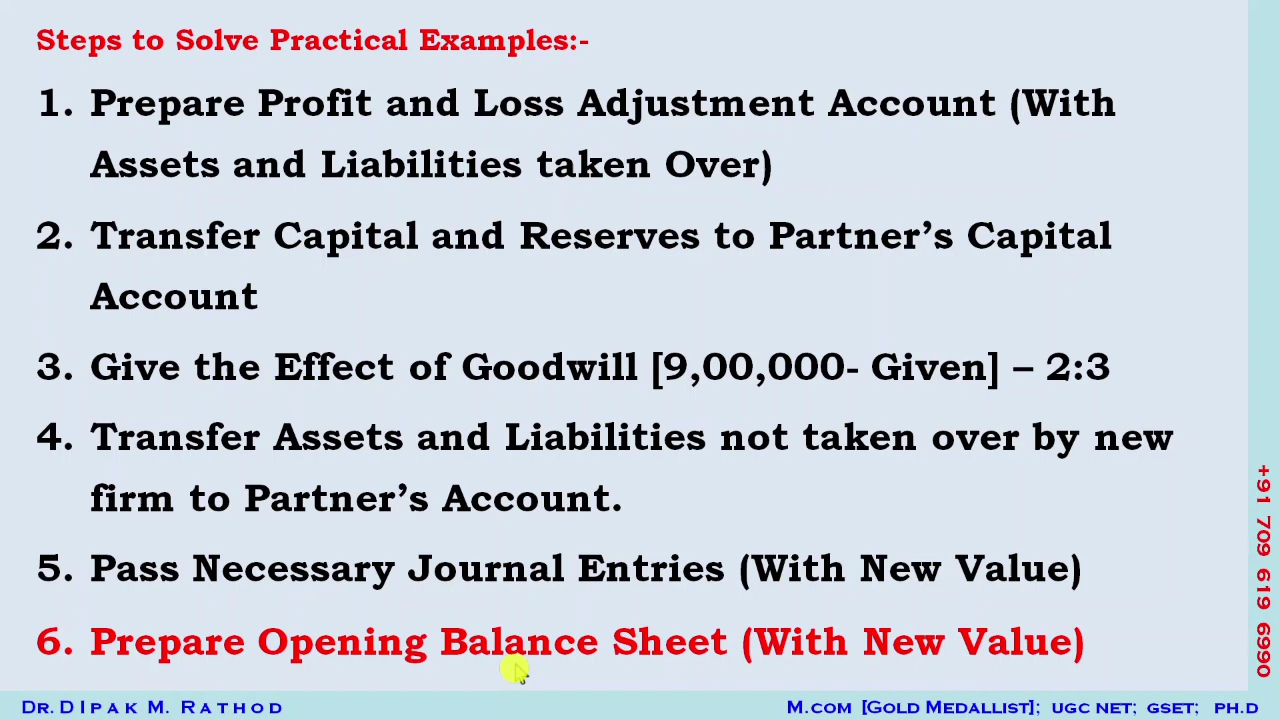 Steps to Solve Practical Examples:-
1. Prepare Profit and Loss Adjustment Account (With
Assets and Liabilities taken Over)
2. Transfer Capital and Reserves to Partner's Capital
Account
3. Give the Effect of Goodwill [9,00,000- Given] – 2:3
4. Transfer Assets and Liabilities not taken over by new
firm to Partner's Account.
5. Pass Necessary Journal Entries (With New Value)
6. Prepare Opening Balance Sheet (With New Value)
+91 709 619 6990
Dr. DIpak M. Rathod
M.com [Gold Medallist]; UGC NET; GSET; PH.D